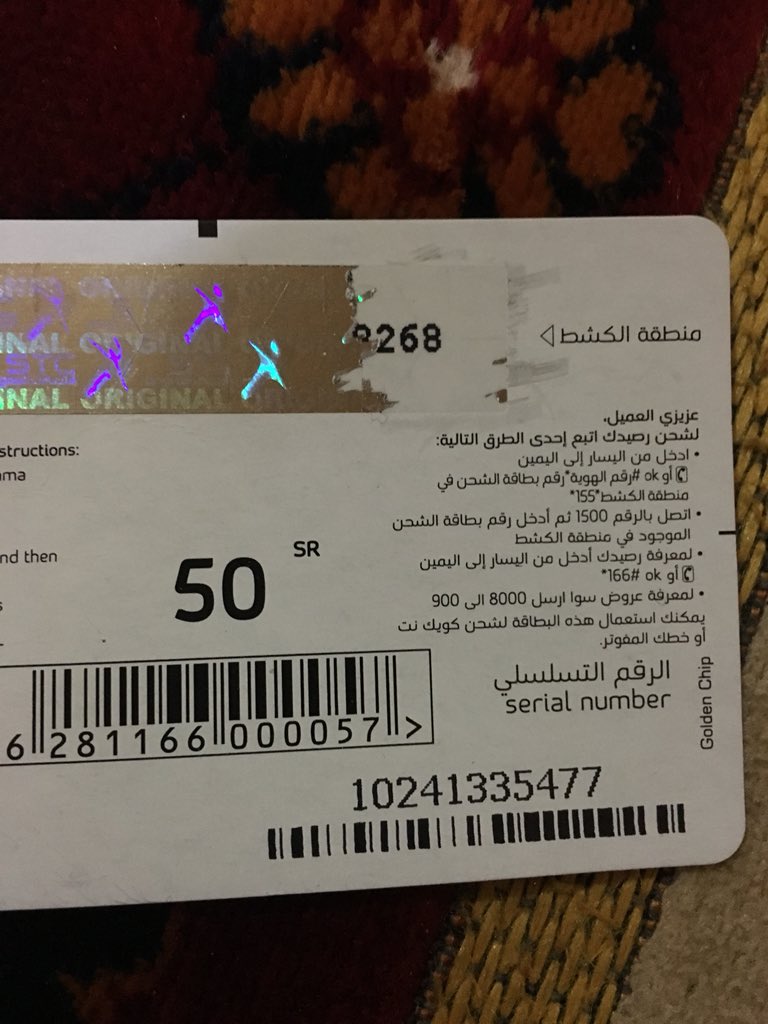 ORIGINAL
INAL ORIGINAL
NAL ORIGINAL
268
منطقة الكشط
عزيزي العميل،
لشحن رصيدك اتبع إحدى الطرق التالية:
• ادخل من اليسار إلى اليمين
أو ok #رقم الهوية*رقم بطاقة الشحن في
منطقة الكشط*155*
• اتصل بالرقم 1500 ثم أدخل رقم بطاقة الشحن
الموجود في منطقة الكشط
• لمعرفة رصيدك أدخل من اليسار إلى اليمين
أو ok #166*
• لمعرفة عروض سوا ارسل 8000 الى 900
يمكنك استعمال هذه البطاقة لشحن كويك نت
أو خطك المفوتر.
structions:
nd then
50 SR
الرقم التسلسلي
serial number
Golden Chip
6 281166 000057 >
10241335477